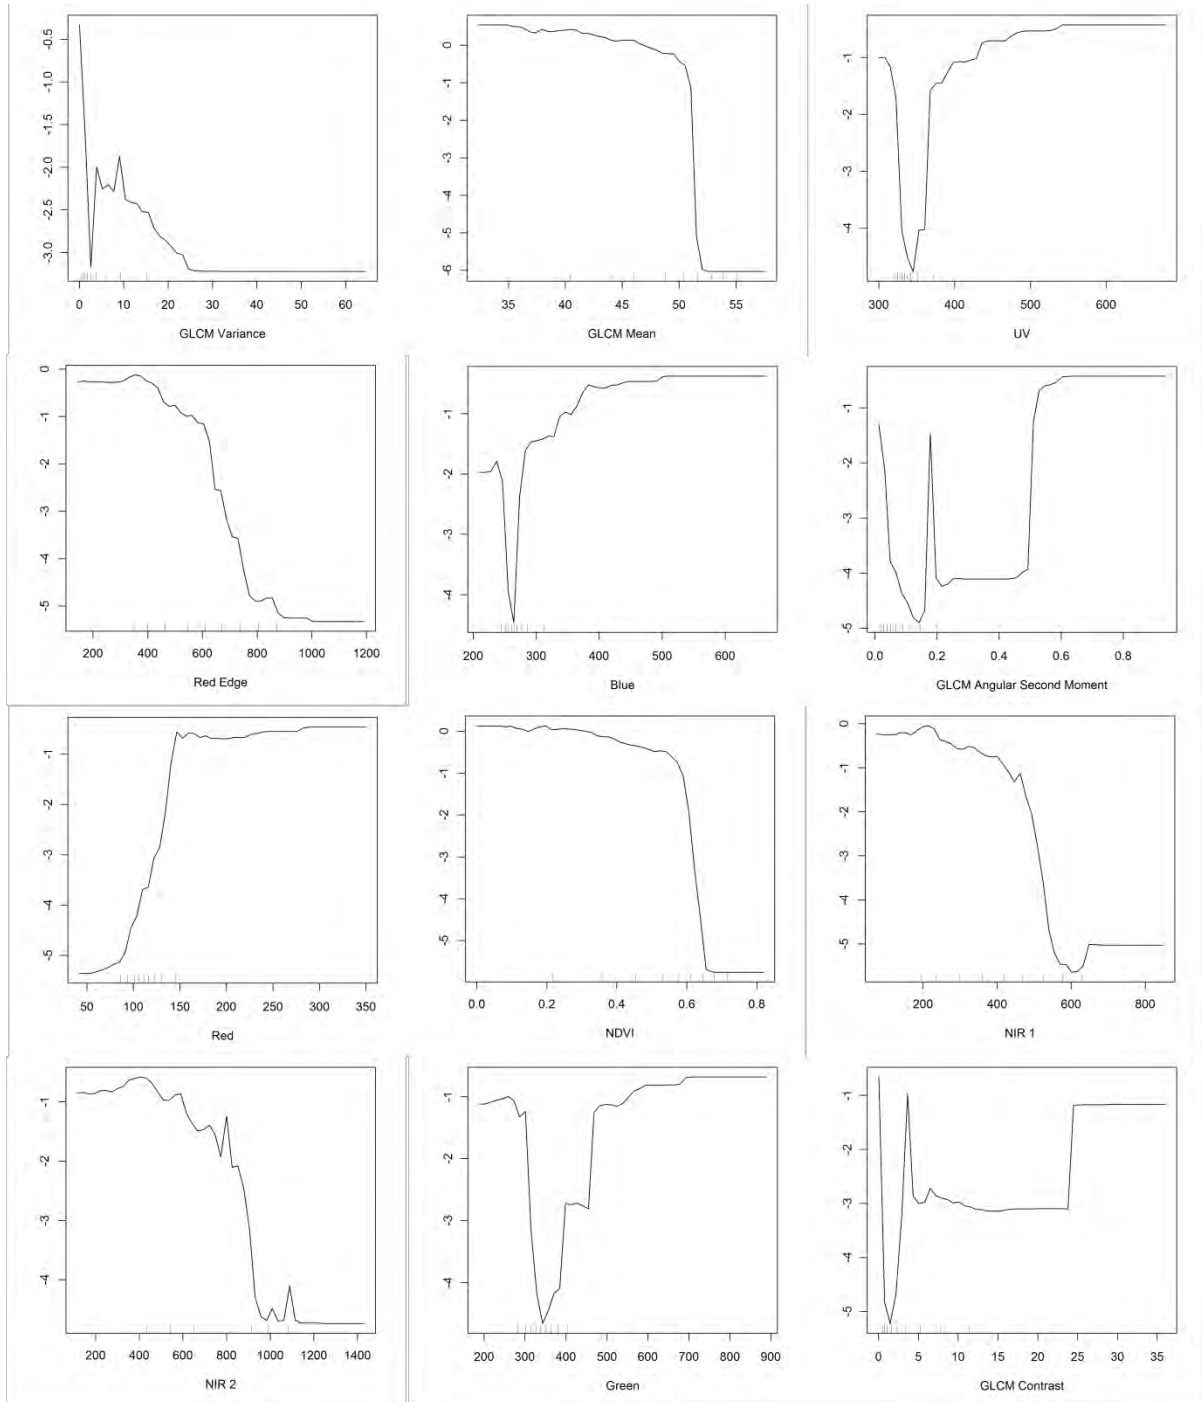 -0.5
-1.0
-1.5
-2.0
-2.5
-3.0
0 10 20 30 40 50 60
GLCM Variance
0
-1
-2
-3
-4
-5
-6
35 40 45 50 55
GLCM Mean
-1
-2
-3
-4
300 400 500 600
UV
0
-1
-2
-3
-4
-5
200 400 600 800 1000 1200
Red Edge
-1
-2
-3
-4
200 300 400 500 600
Blue
-1
-2
-3
-4
-5
0.0 0.2 0.4 0.6 0.8
GLCM Angular Second Moment
-1
-2
-3
-4
-5
50 100 150 200 250 300 350
Red
0
-1
-2
-3
-4
-5
0.0 0.2 0.4 0.6 0.8
NDVI
0
-1
-2
-3
-4
-5
200 400 600 800
NIR 1
-1
-2
-3
-4
200 400 600 800 1000 1200 1400
NIR 2
-1
-2
-3
-4
200 300 400 500 600 700 800 900
Green
-1
-2
-3
-4
-5
0 5 10 15 20 25 30 35
GLCM Contrast